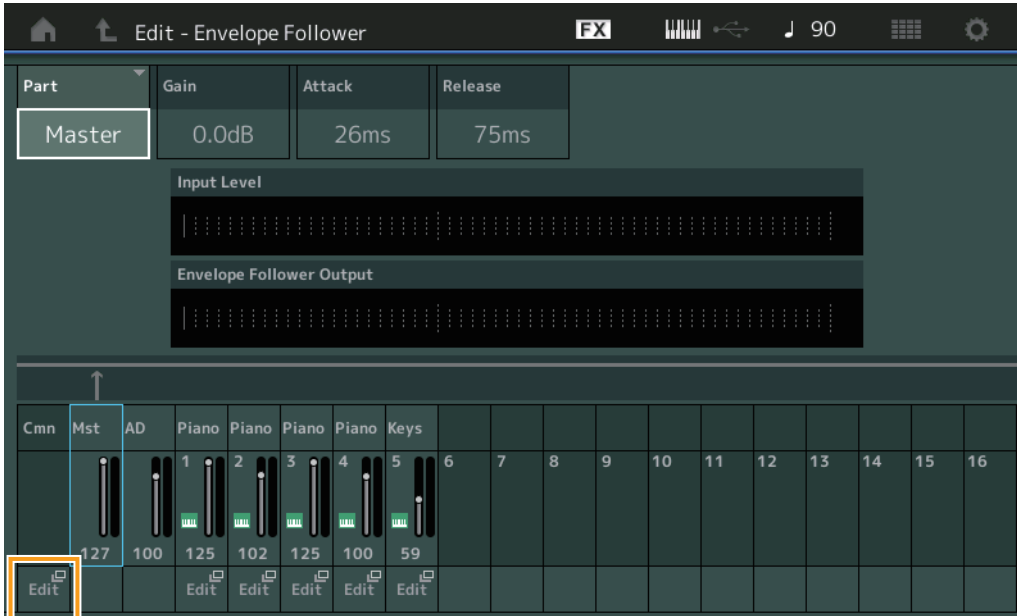 Edit - Envelope Follower FX 90
Part Gain Attack Release
Master 0.0dB 26ms 75ms
Input Level
Envelope Follower Output
Cmn Mst AD Piano Piano Piano Piano Keys
1 2 3 4 5 6 7 8 9 10 11 12 13 14 15 16
127 100 125 102 125 100 59
Edit Edit Edit Edit Edit Edit